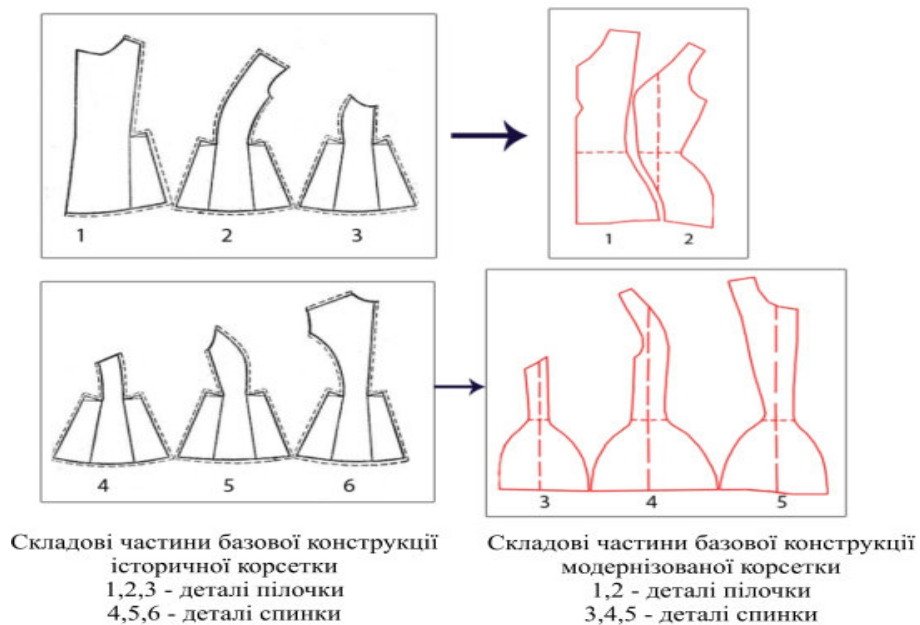 1 2 3
1 2
4 5 6
3 4 5
Складові частини базової конструкції
історичної корсетки
1,2,3 - деталі пілочки
4,5,6 - деталі спинки
Складові частини базової конструкції
модернізованої корсетки
1,2 - деталі пілочки
3,4,5 - деталі спинки